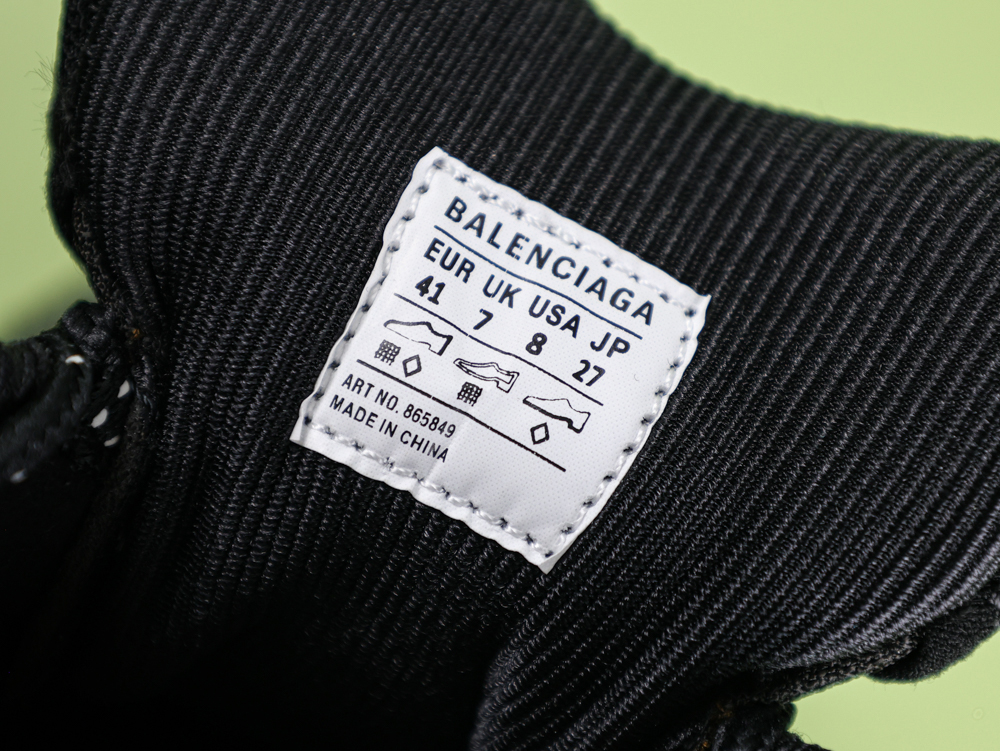 BALENCIAGA
EUR UK USA JP
41 7 8 27
ART NO. 865849
MADE IN CHINA